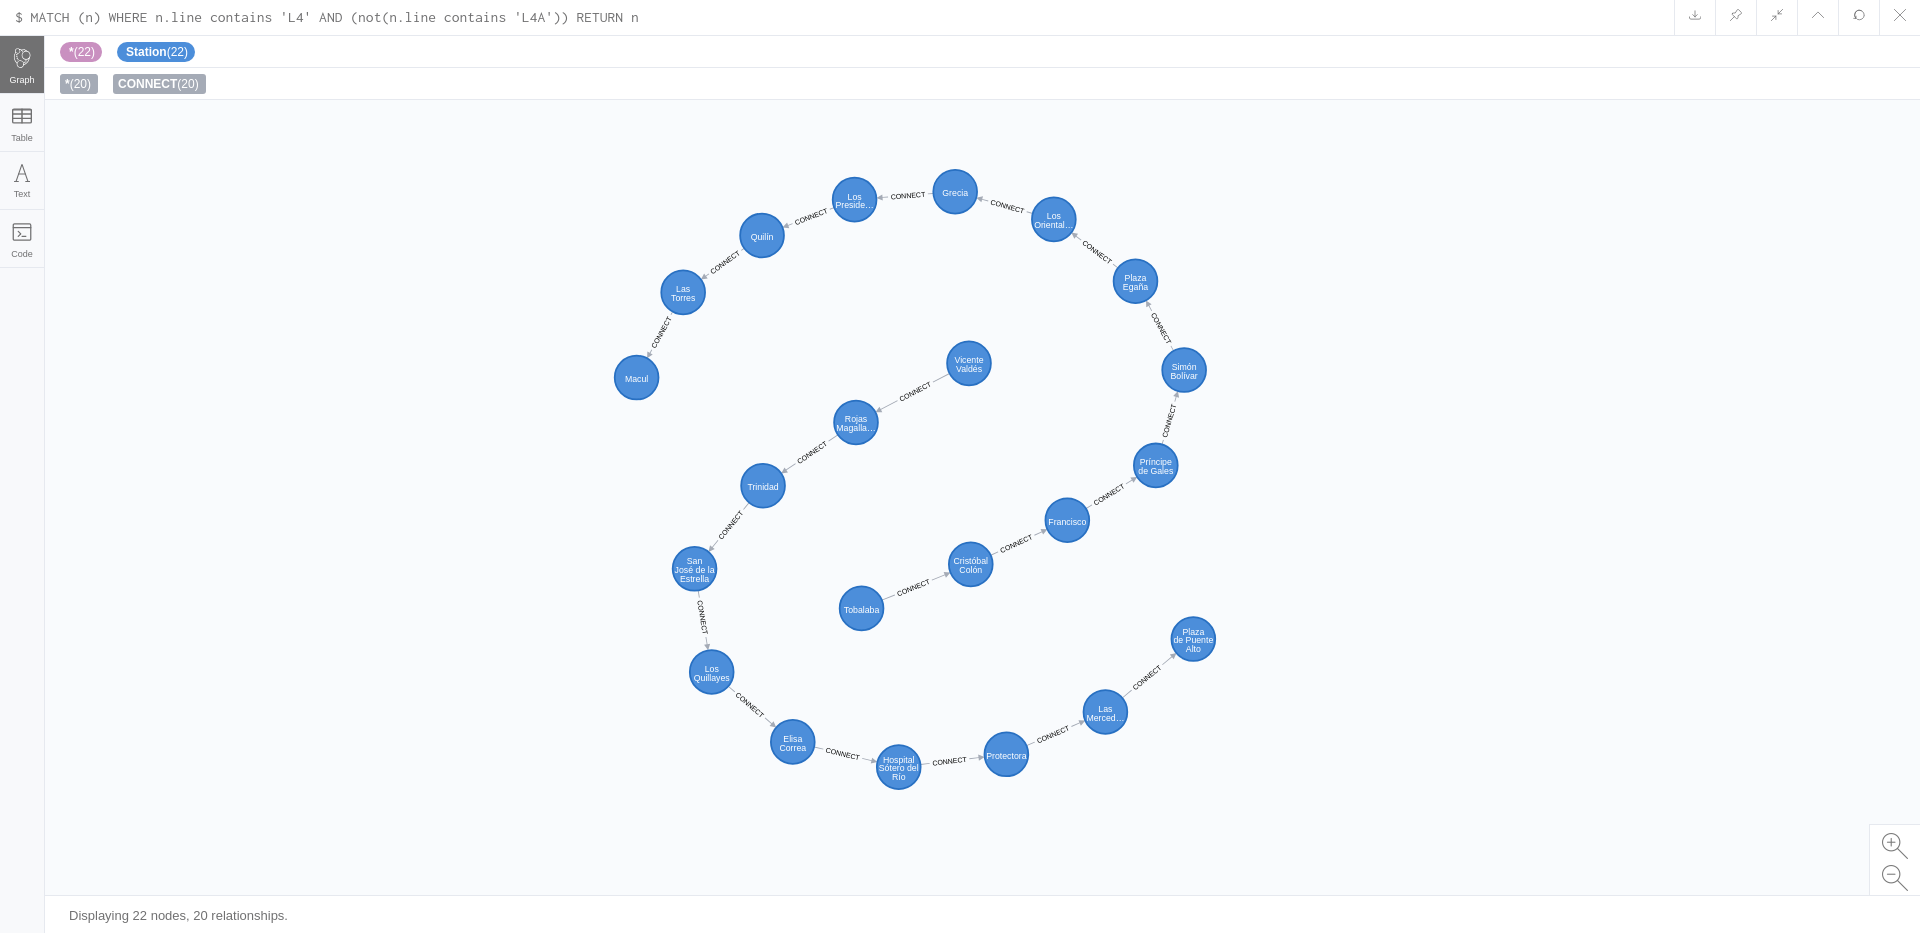 $ MATCH (n) WHERE n.line contains 'L4' AND (not(n.line contains 'L4A')) RETURN n
*(22) Station(22)
*(20) CONNECT(20)
Graph
Table
Text
Code
Grecia
CONNECT
Los
Preside…
CONNECT
Los
Oriental…
CONNECT
Quilín
CONNECT
CONNECT
Plaza
Egaña
Las
Torres
CONNECT
CONNECT
Macul
Simón
Bolívar
Vicente
Valdés
CONNECT
Rojas
Magalla…
CONNECT
CONNECT
Príncipe
de Gales
Trinidad
CONNECT
CONNECT
Francisco
CONNECT
Cristóbal
Colón
San
José de la
Estrella
CONNECT
Tobalaba
CONNECT
Plaza
de Puente
Alto
Los
Quillayes
CONNECT
CONNECT
Las
Merced…
CONNECT
Elisa
Correa
CONNECT
Protectora
CONNECT
Hospital
Sótero del
Río
Displaying 22 nodes, 20 relationships.